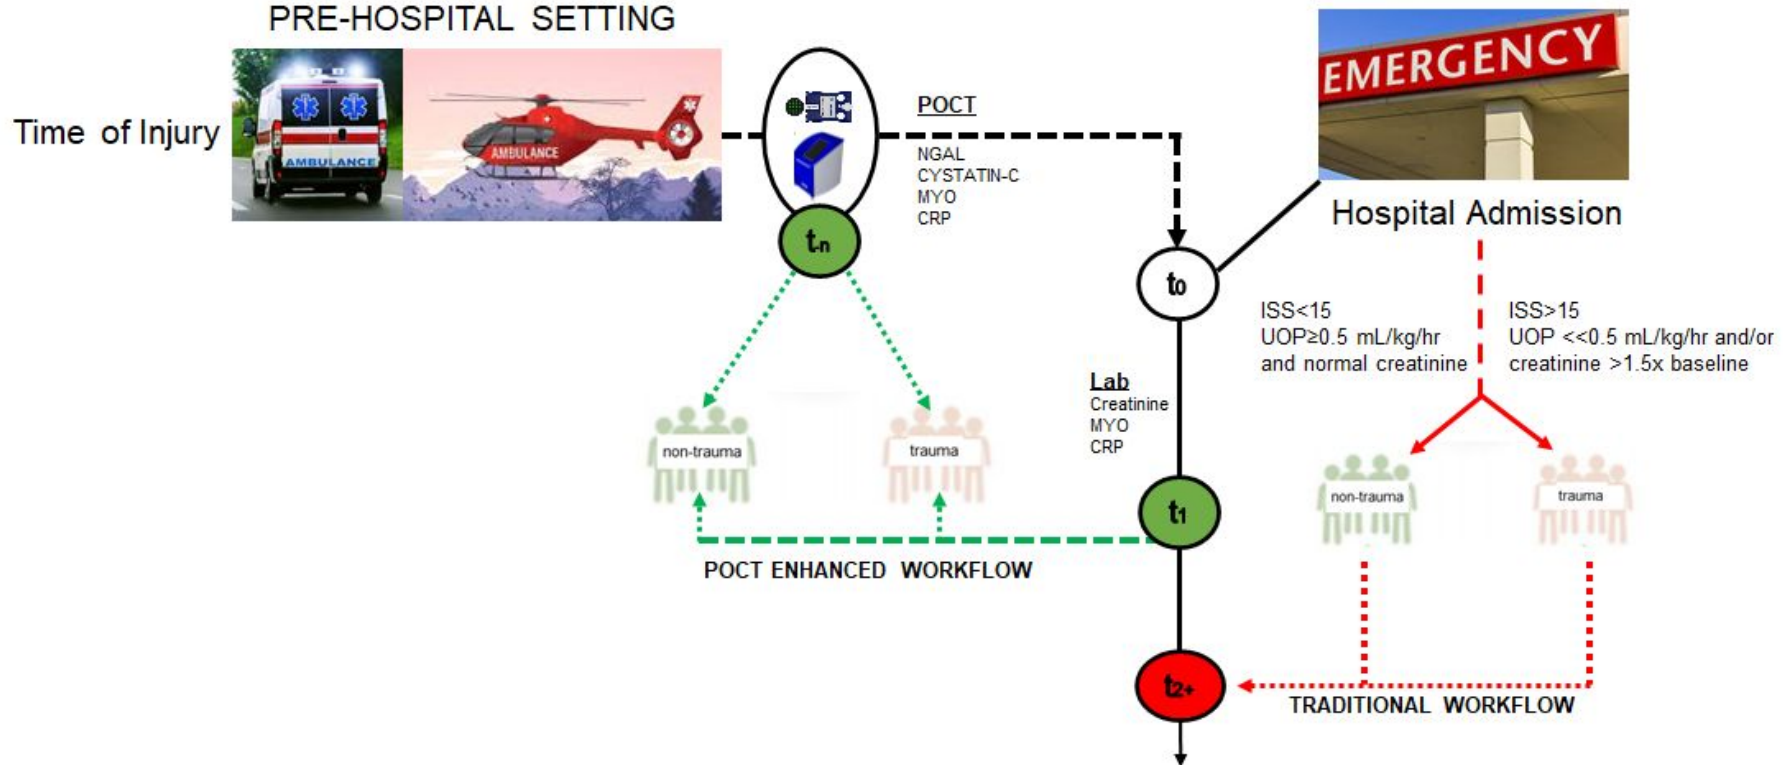 PRE-HOSPITAL SETTING
Time of Injury
AMBULANCE
AMBULANCE
POCT
NGAL
CYSTATIN-C
MYO
CRP
EMERGENCY
Hospital Admission
t-n
t0
ISS<15
UOP≥0.5 mL/kg/hr
and normal creatinine
ISS>15
UOP <<0.5 mL/kg/hr and/or
creatinine >1.5x baseline
Lab
Creatinine
MYO
CRP
non-trauma
trauma
non-trauma
trauma
t1
POCT ENHANCED WORKFLOW
t2+
TRADITIONAL WORKFLOW